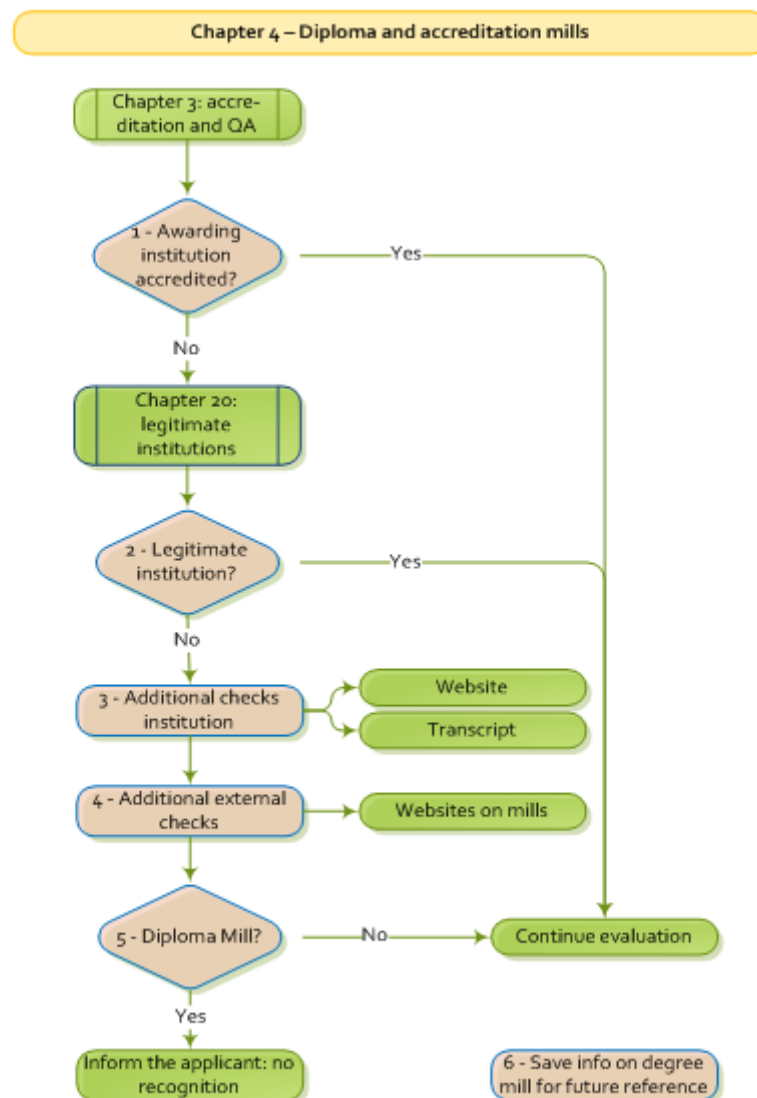 Chapter 4 – Diploma and accreditation mills
Chapter 3: accre-
ditation and QA
1 - Awarding
institution
accredited?
Yes
No
Chapter 20:
legitimate
institutions
2 - Legitimate
institution?
Yes
No
3 - Additional checks
institution
Website
Transcript
4 - Additional external
checks
Websites on mills
5 - Diploma Mill?
No
Continue evaluation
Yes
Inform the applicant: no
recognition
6 - Save info on degree
mill for future reference